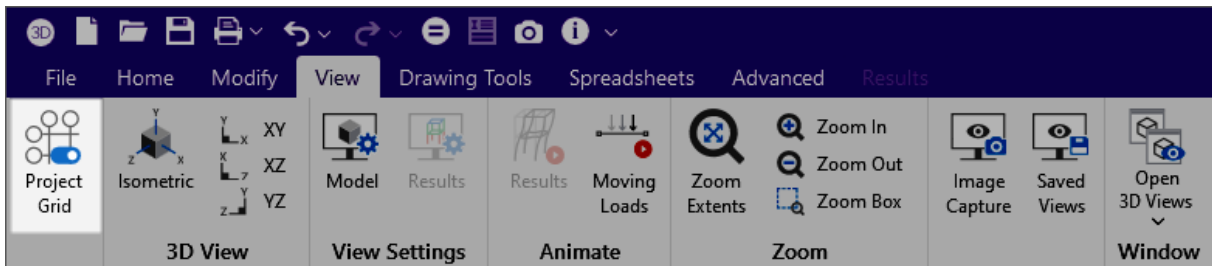 3D
File Home Modify View Drawing Tools Spreadsheets Advanced Results
Project Grid
Y
Z X
Isometric
Y X XY
X Z XZ
Y Z YZ
3D View
Model
Results
View Settings
Results
Moving Loads
Animate
Zoom Extents
Zoom In
Zoom Out
Zoom Box
Zoom
Image Capture
Saved Views
Open 3D Views
Window